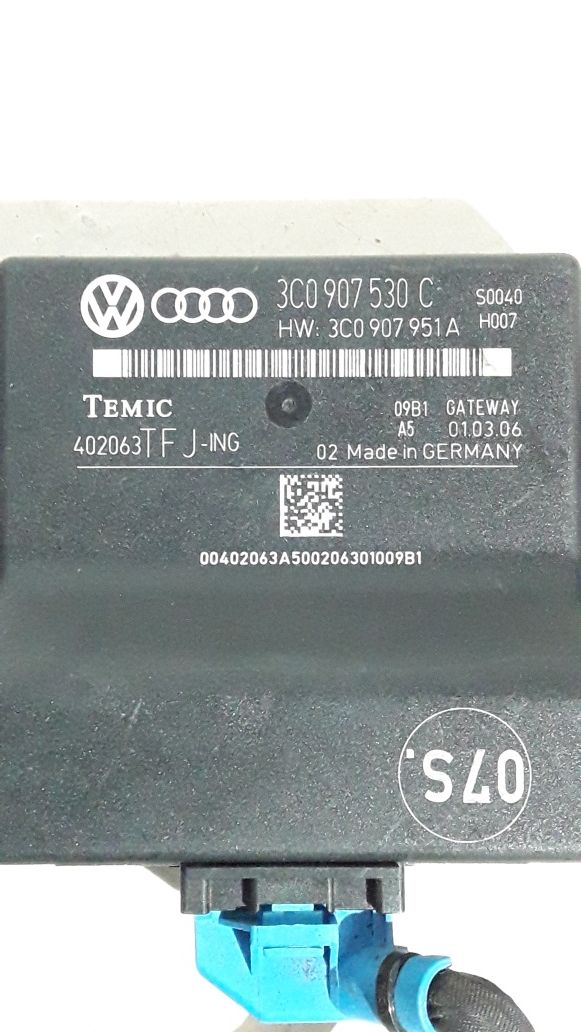 VW
3C0 907 530 C S0040
HW: 3C0 907 951 A H007
TEMIC 09B1 GATEWAY
402063TFJ-ING A5 01.03.06
02 Made in GERMANY
00402063A500206301009B1
07S.